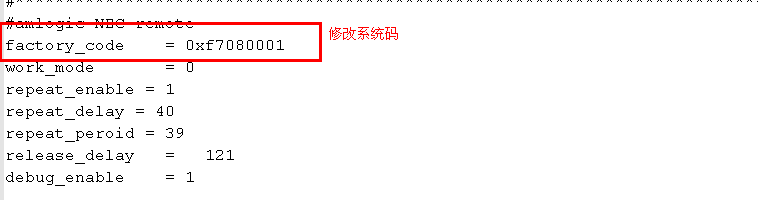 #amlogic NEC remote
factory_code    = 0xf7080001
修改系统码
work_mode       = 0
repeat_enable = 1
repeat_delay = 40
repeat_peroid = 39
release_delay   =   121
debug_enable    = 1